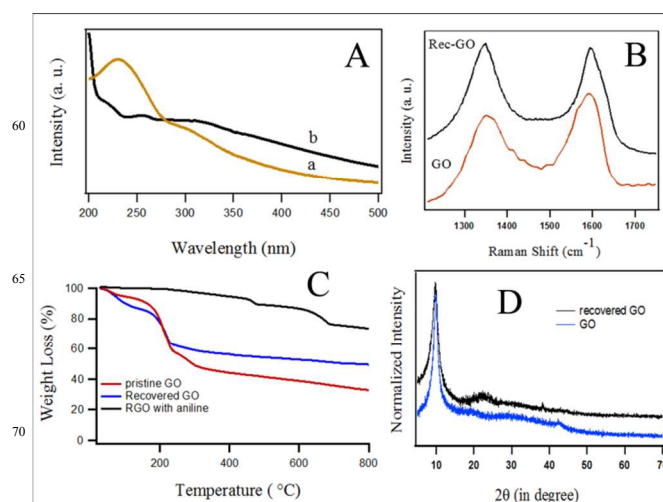 60
65
70
A
Intensity (a. u.)
b
a
200 250 300 350 400 450 500
Wavelength (nm)
B
Rec-GO
GO
Intensity (a. u.)
1300 1400 1500 1600 1700
Raman Shift (cm-1)
C
Weight Loss (%)
100
80
60
40
20
0
pristine GO
Recovered GO
RGO with aniline
200 400 600 800
Temperature ( °C)
D
recovered GO
GO
Normalized Intensity
10 20 30 40 50 60 70
2θ (in degree)